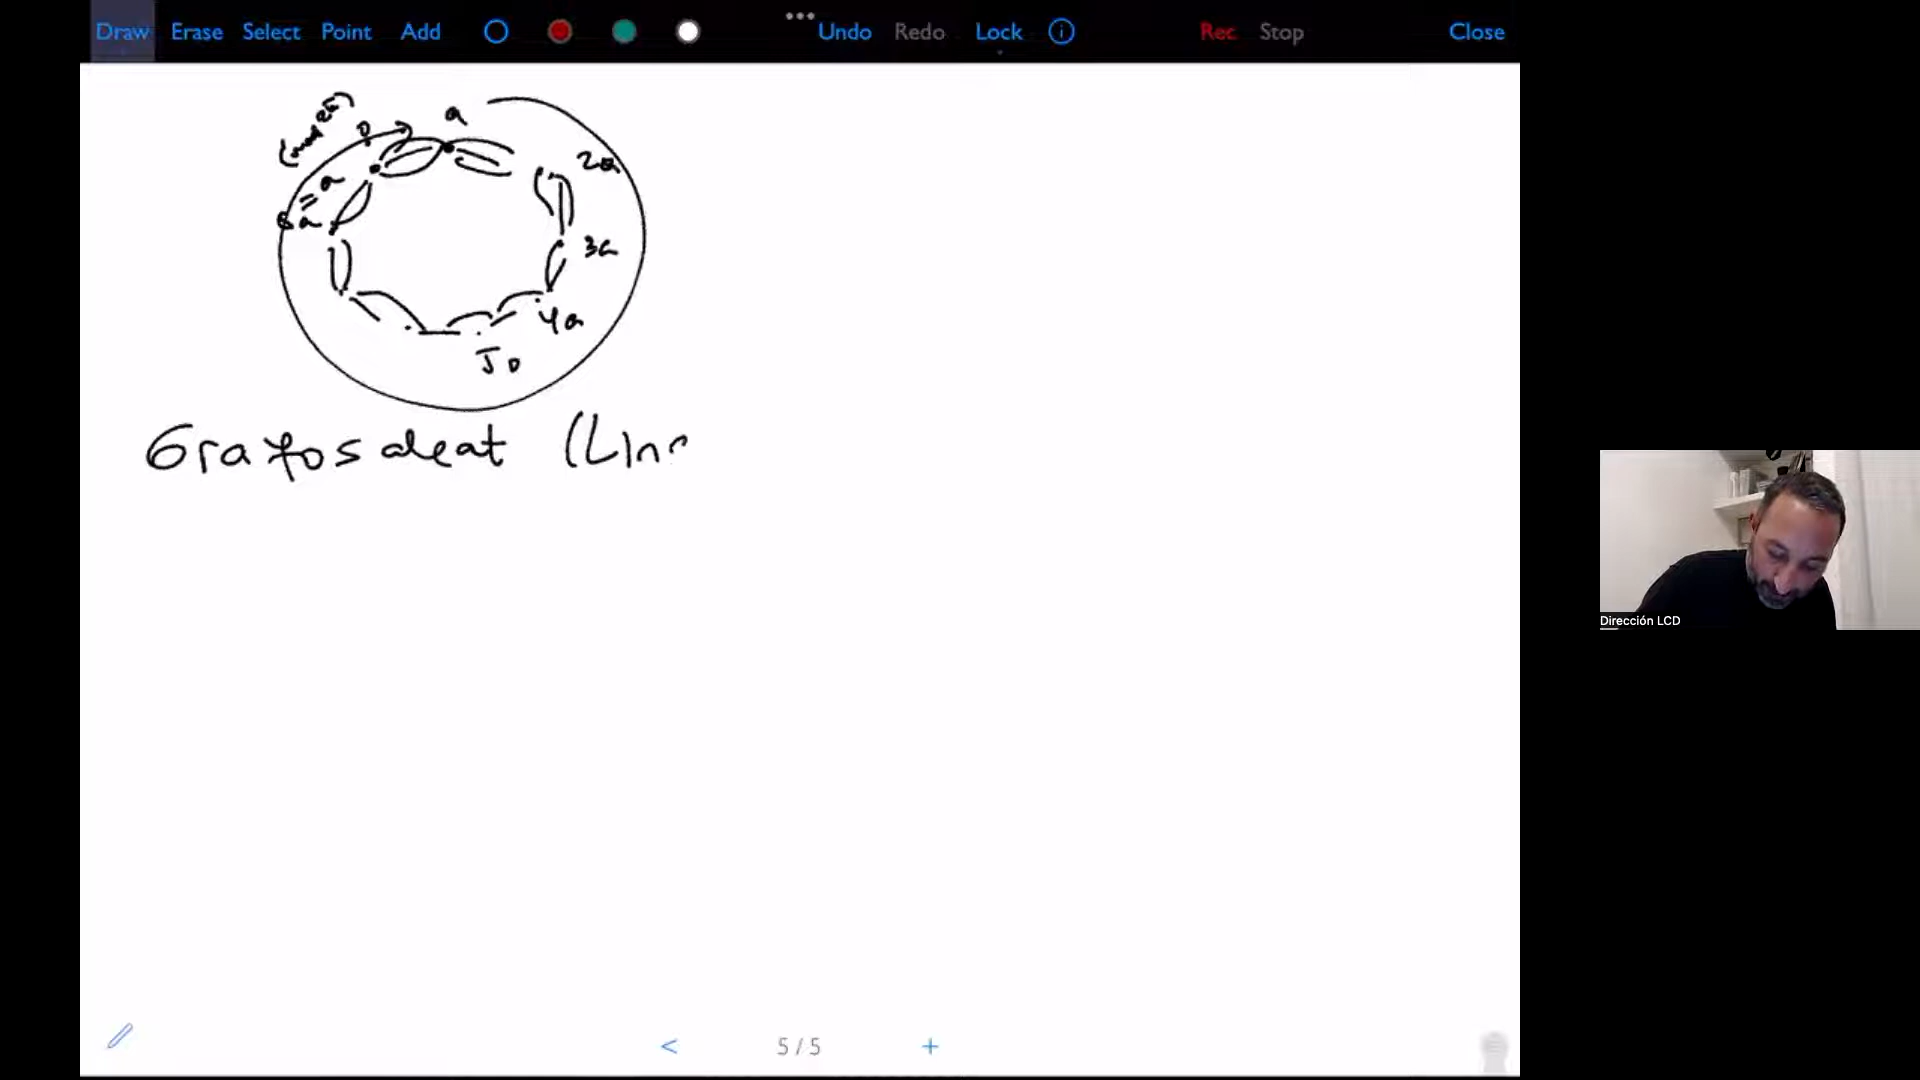 Draw Erase Select Point Add Undo Redo Lock Rec Stop Close
a
0
2a
a
=
3a
4a
Grafos aleat (Lin
Dirección LCD
< 5 / 5 +